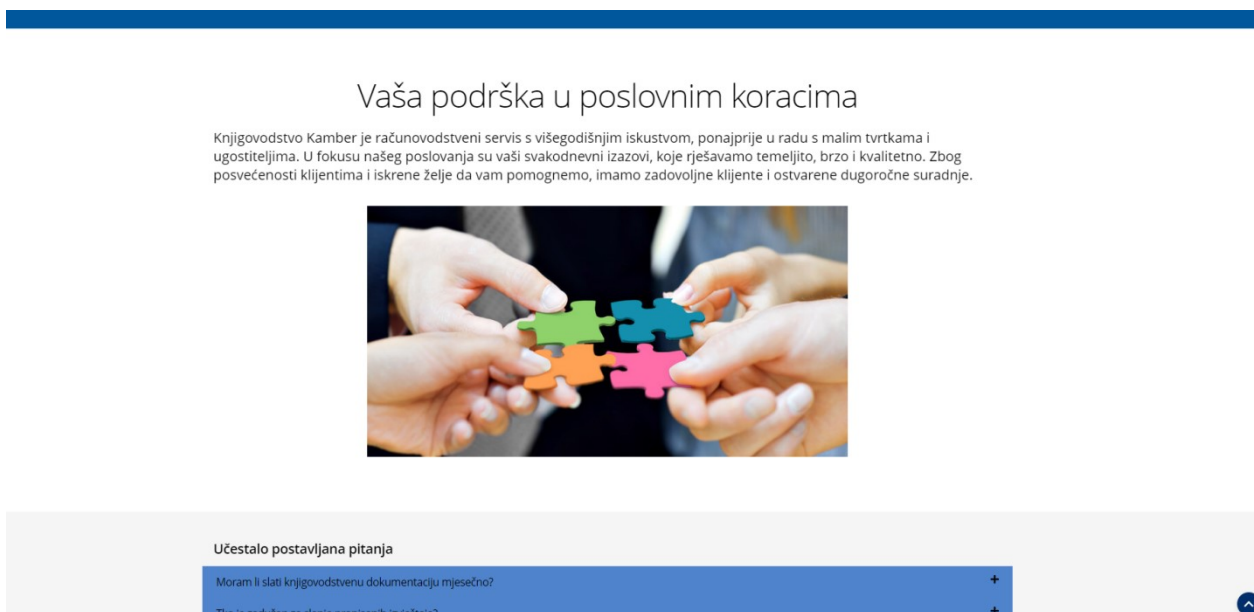 Vaša podrška u poslovnim koracima
Knjigovodstvo Kamber je računovodstveni servis s višegodišnjim iskustvom, ponajprije u radu s malim tvrtkama i
ugostiteljima. U fokusu našeg poslovanja su vaši svakodnevni izazovi, koje rješavamo temeljito, brzo i kvalitetno. Zbog
posvećenosti klijentima i iskrene želje da vam pomognemo, imamo zadovoljne klijente i ostvarene dugoročne suradnje.
Učestalo postavljana pitanja
Moram li slati knjigovodstvenu dokumentaciju mjesečno? +